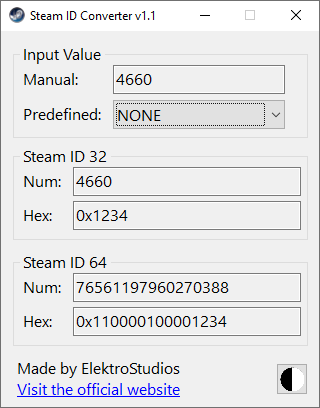 Steam ID Converter v1.1
Input Value
Manual: 4660
Predefined: NONE
Steam ID 32
Num: 4660
Hex: 0x1234
Steam ID 64
Num: 76561197960270388
Hex: 0x110000100001234
Made by ElektroStudios
Visit the official website